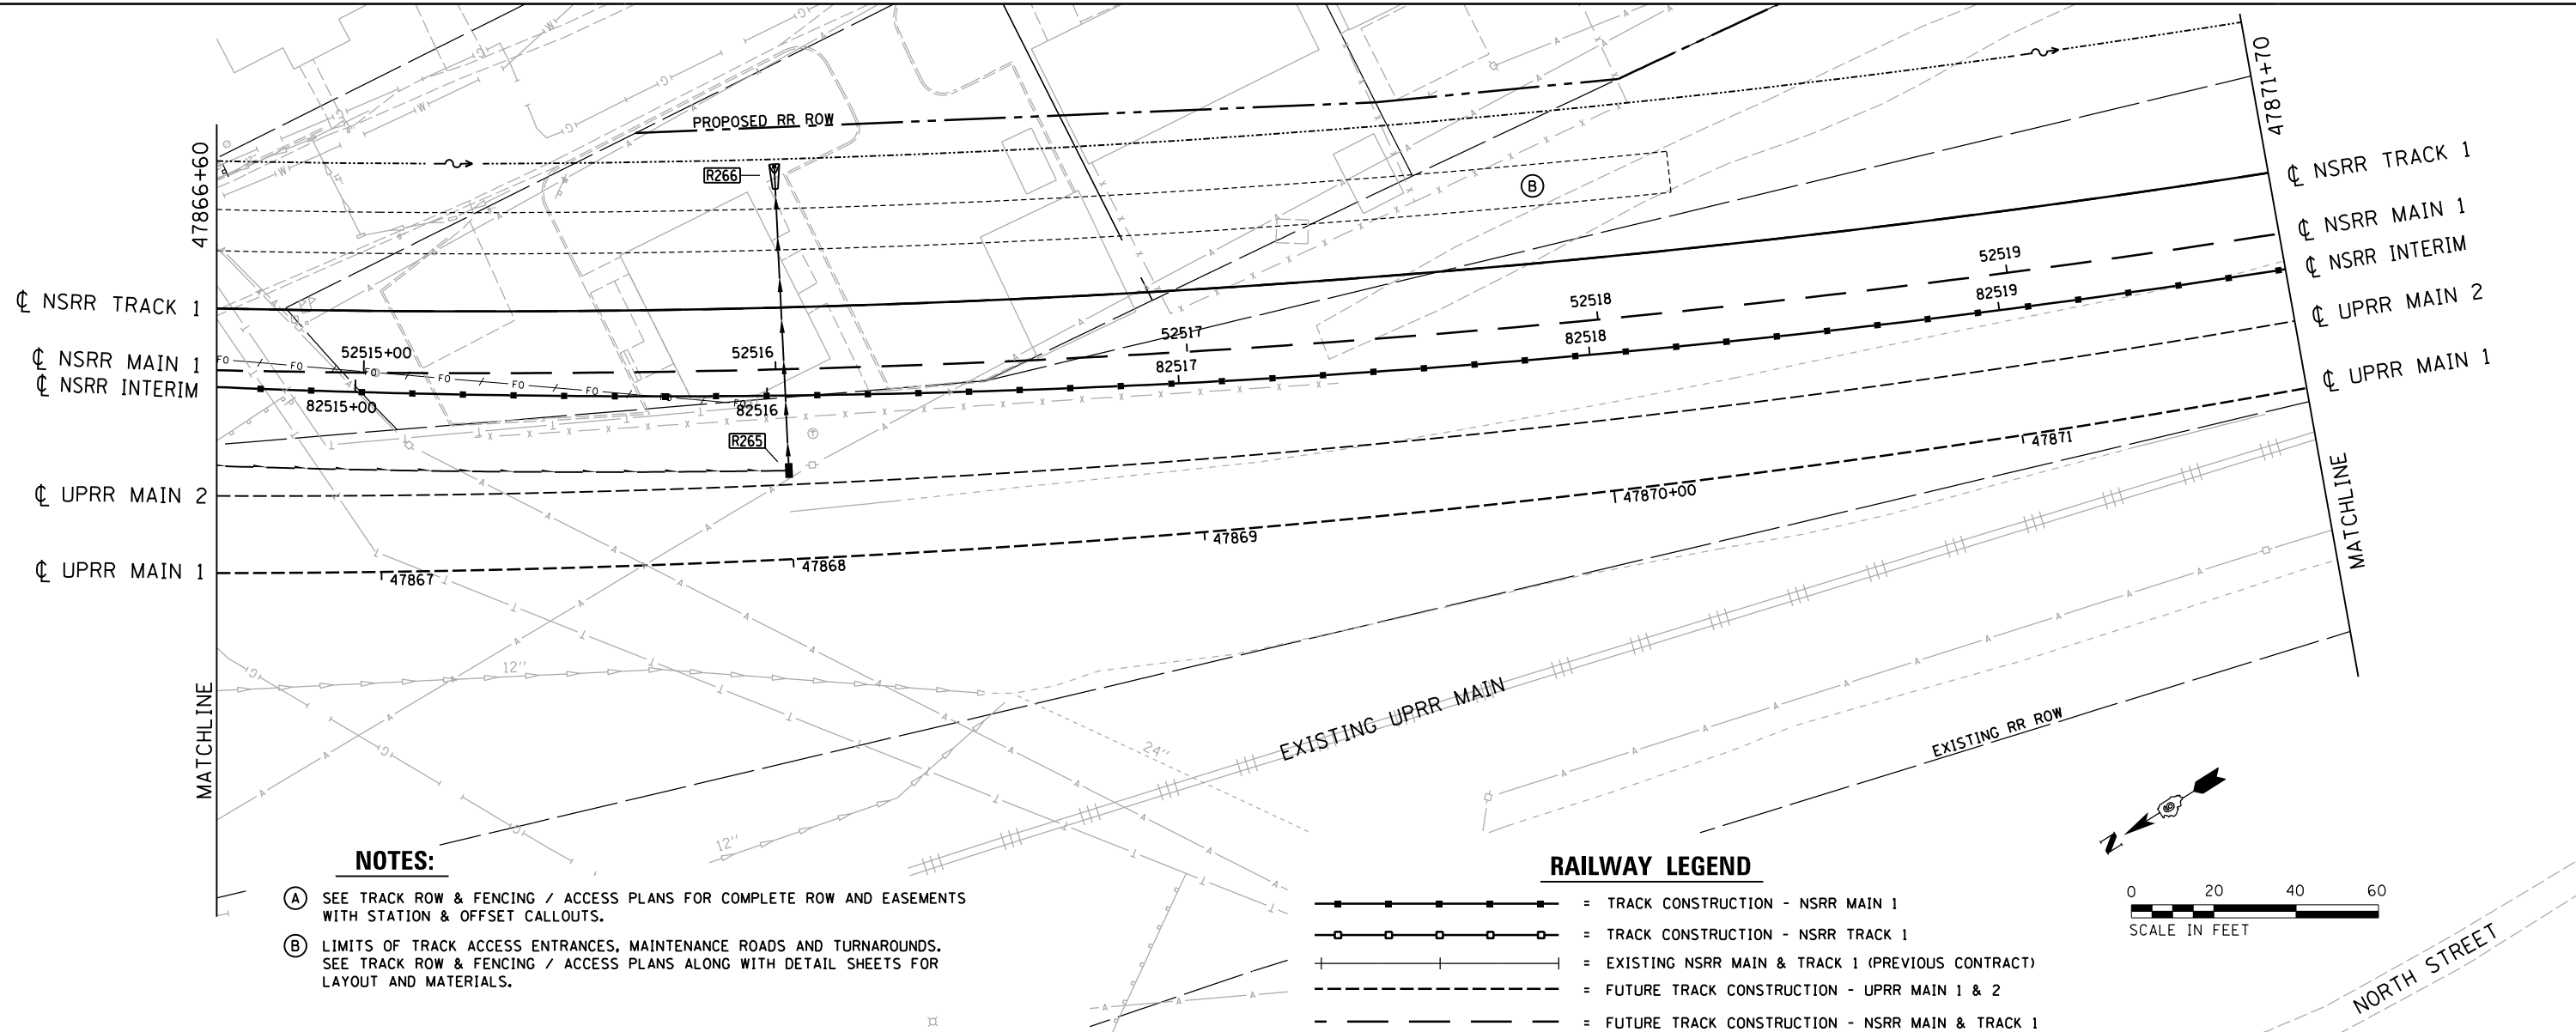 PROPOSED RR ROW
47866+60
47871+70
R266
B
℄ NSRR TRACK 1
℄ NSRR MAIN 1
℄ NSRR INTERIM
℄ UPRR MAIN 2
℄ UPRR MAIN 1
℄ NSRR TRACK 1
℄ NSRR MAIN 1
℄ NSRR INTERIM
℄ UPRR MAIN 2
℄ UPRR MAIN 1
52515+00
52516
52517
52518
52519
82515+00
82516
82517
82518
82519
FO
FO
FO
FO
FO
R265
47867
47868
47869
47870+00
47871
MATCHLINE
MATCHLINE
12"
12"
12"
24"
EXISTING UPRR MAIN
EXISTING RR ROW
N
NOTES:
A SEE TRACK ROW & FENCING / ACCESS PLANS FOR COMPLETE ROW AND EASEMENTS
WITH STATION & OFFSET CALLOUTS.
B LIMITS OF TRACK ACCESS ENTRANCES, MAINTENANCE ROADS AND TURNAROUNDS.
SEE TRACK ROW & FENCING / ACCESS PLANS ALONG WITH DETAIL SHEETS FOR
LAYOUT AND MATERIALS.
RAILWAY LEGEND
= TRACK CONSTRUCTION - NSRR MAIN 1
= TRACK CONSTRUCTION - NSRR TRACK 1
= EXISTING NSRR MAIN & TRACK 1 (PREVIOUS CONTRACT)
= FUTURE TRACK CONSTRUCTION - UPRR MAIN 1 & 2
= FUTURE TRACK CONSTRUCTION - NSRR MAIN & TRACK 1
0 20 40 60
SCALE IN FEET
NORTH STREET